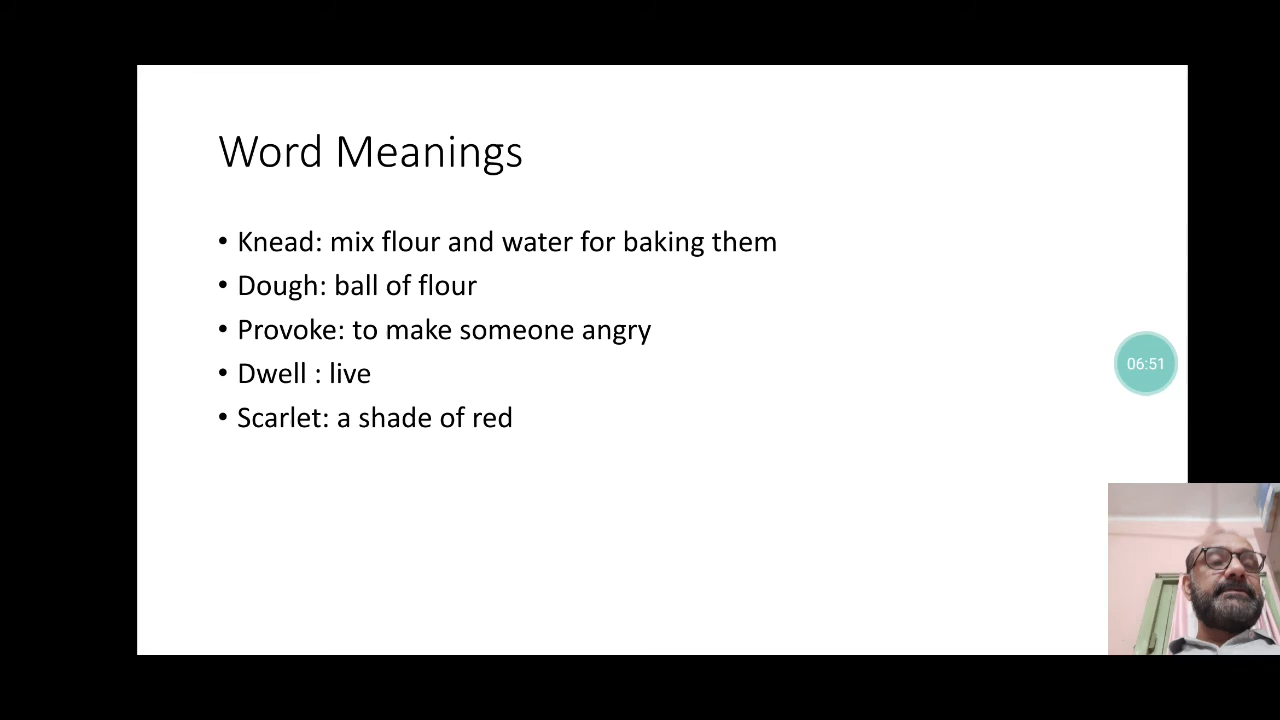 Word Meanings
• Knead: mix flour and water for baking them
• Dough: ball of flour
• Provoke: to make someone angry
• Dwell : live
• Scarlet: a shade of red
06:51